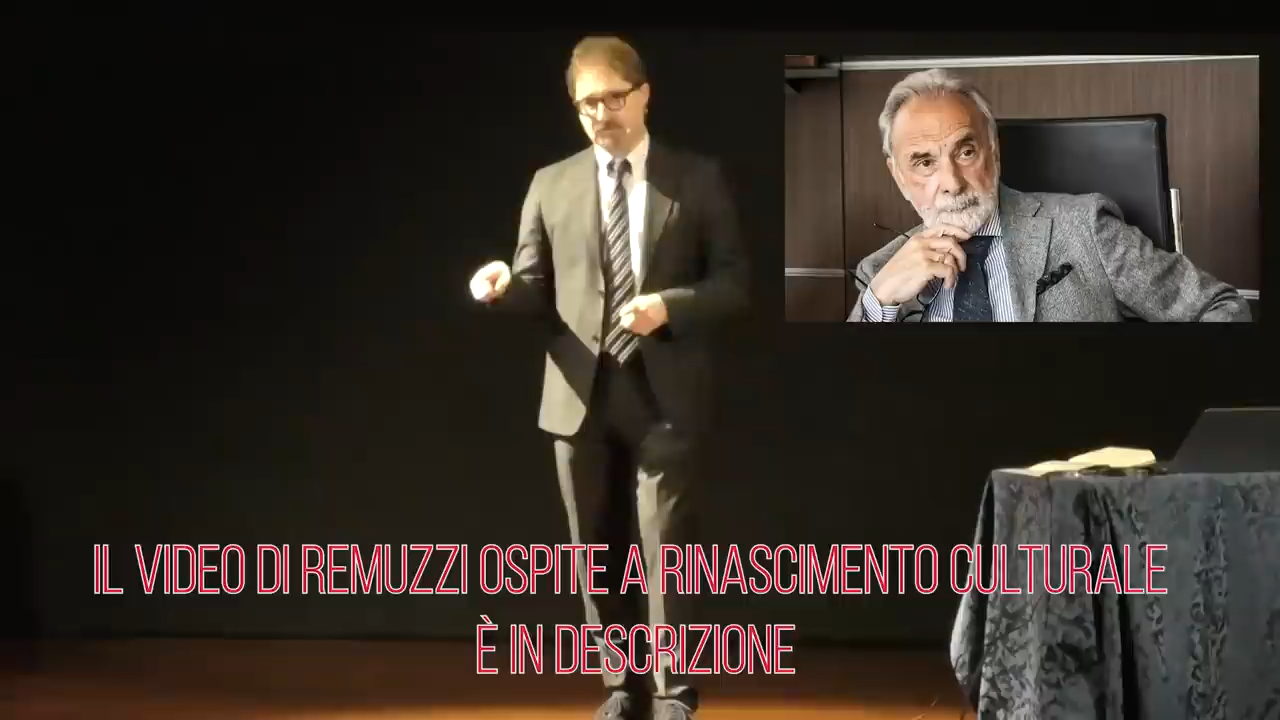 IL VIDEO DI REMUZZI OSPITE A RINASCIMENTO CULTURALE
È IN DESCRIZIONE